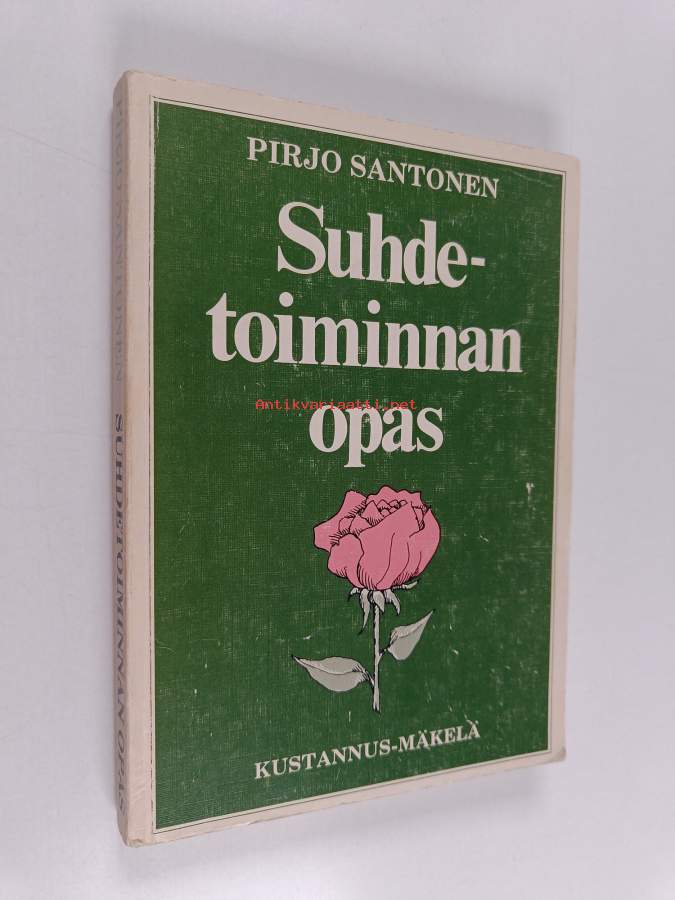 PIRJO SANTONEN
Suhde-
toiminnan
opas
KUSTANNUS-MÄKELÄ
PIRJO SANTONEN SUHDETOIMINNAN OPAS
Antikvariaatti.net